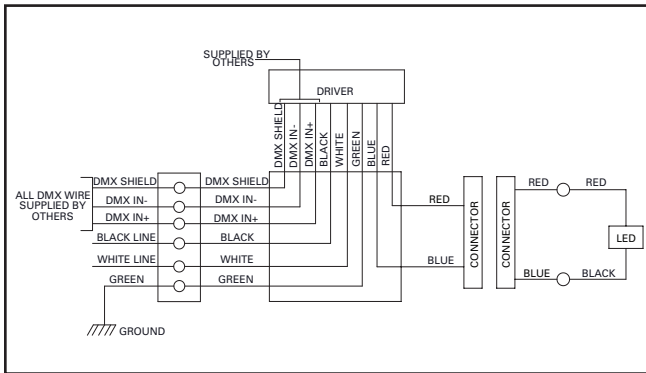 SUPPLIED BY
OTHERS
DRIVER
DMX SHIELD
DMX IN-
DMX IN+
BLACK
WHITE
GREEN
BLUE
RED
ALL DMX WIRE
SUPPLIED BY
OTHERS
DMX SHIELD DMX SHIELD
DMX IN- DMX IN-
DMX IN+ DMX IN+
BLACK LINE BLACK
WHITE LINE WHITE
GREEN GREEN
GROUND
RED
BLUE
CONNECTOR
CONNECTOR
RED RED
LED
BLUE BLACK